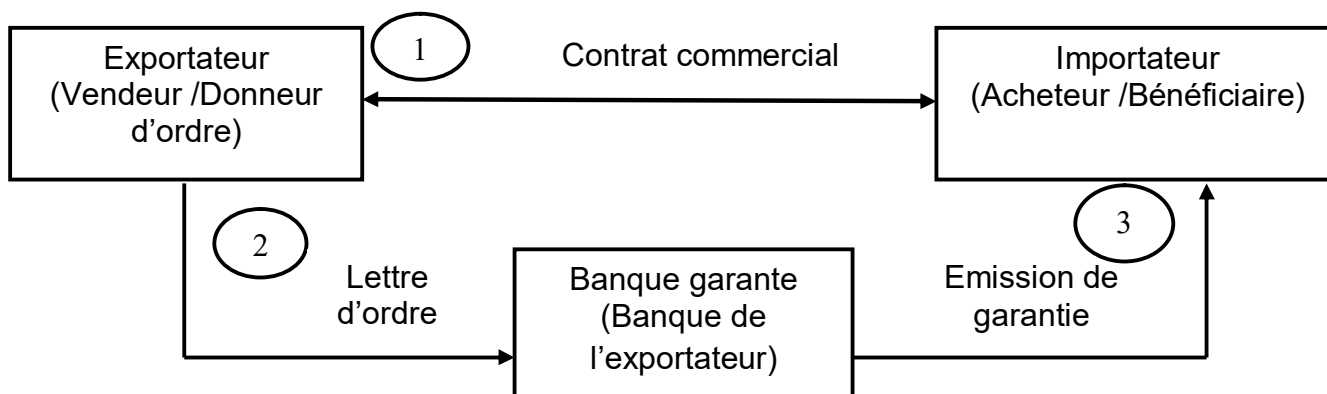 Exportateur
(Vendeur /Donneur
d’ordre)
1
Contrat commercial
Importateur
(Acheteur /Bénéficiaire)
2
Lettre
d’ordre
Banque garante
(Banque de
l’exportateur)
Emission de
garantie
3